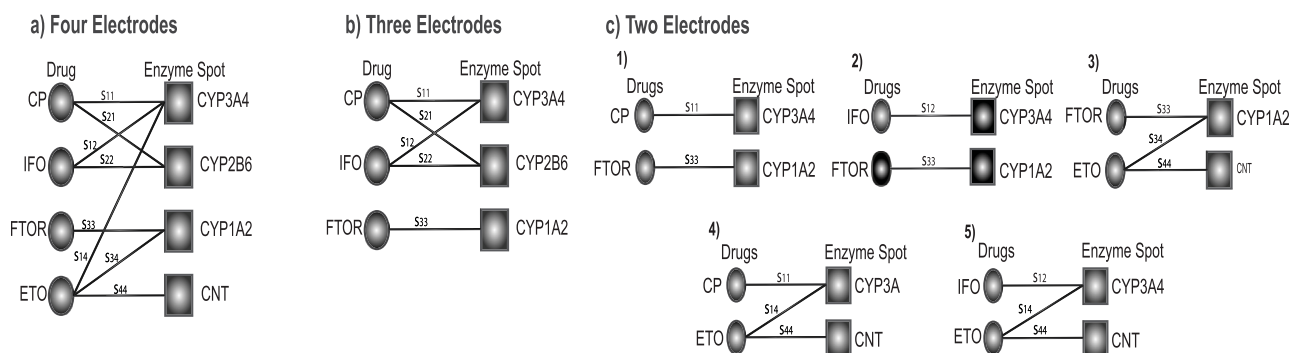 a) Four Electrodes
Drug
Enzyme Spot
CP
S11
CYP3A4
S21
S12
IFO
S22
CYP2B6
FTOR
S33
CYP1A2
S14
S34
ETO
S44
CNT
b) Three Electrodes
Drug
Enzyme Spot
CP
S11
CYP3A4
S21
S12
IFO
S22
CYP2B6
FTOR
S33
CYP1A2
c) Two Electrodes
1)
Drugs
Enzyme Spot
CP
S11
CYP3A4
FTOR
S33
CYP1A2
2)
Drugs
Enzyme Spot
IFO
S12
CYP3A4
FTOR
S33
CYP1A2
3)
Drugs
Enzyme Spot
FTOR
S33
CYP1A2
S34
ETO
S44
CNT
4)
Drugs
Enzyme Spot
CP
S11
CYP3A
S14
ETO
S44
CNT
5)
Drugs
Enzyme Spot
IFO
S12
CYP3A4
S14
ETO
S44
CNT